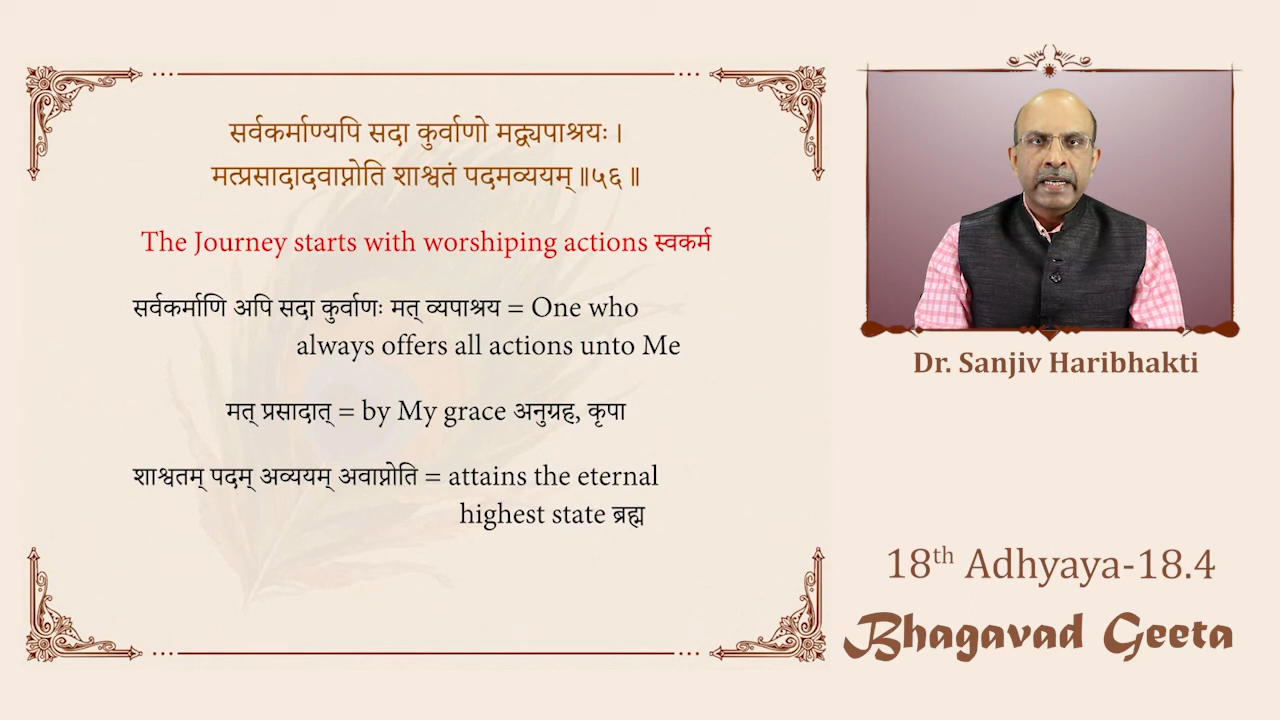 सर्वकर्माण्यपि सदा कुर्वाणो मद्व्यपाश्रयः ।
मत्प्रसादादवाप्नोति शाश्वतं पदमव्ययम् ॥५६॥
The Journey starts with worshiping actions स्वकर्म
सर्वकर्माणि अपि सदा कुर्वाणः मत् व्यपाश्रय = One who
always offers all actions unto Me
मत् प्रसादात् = by My grace अनुग्रह, कृपा
शाश्वतम् पदम् अव्ययम् अवाप्नोति = attains the eternal
highest state ब्रह्म
Dr. Sanjiv Haribhakti
18th Adhyaya-18.4
Bhagavad Geeta